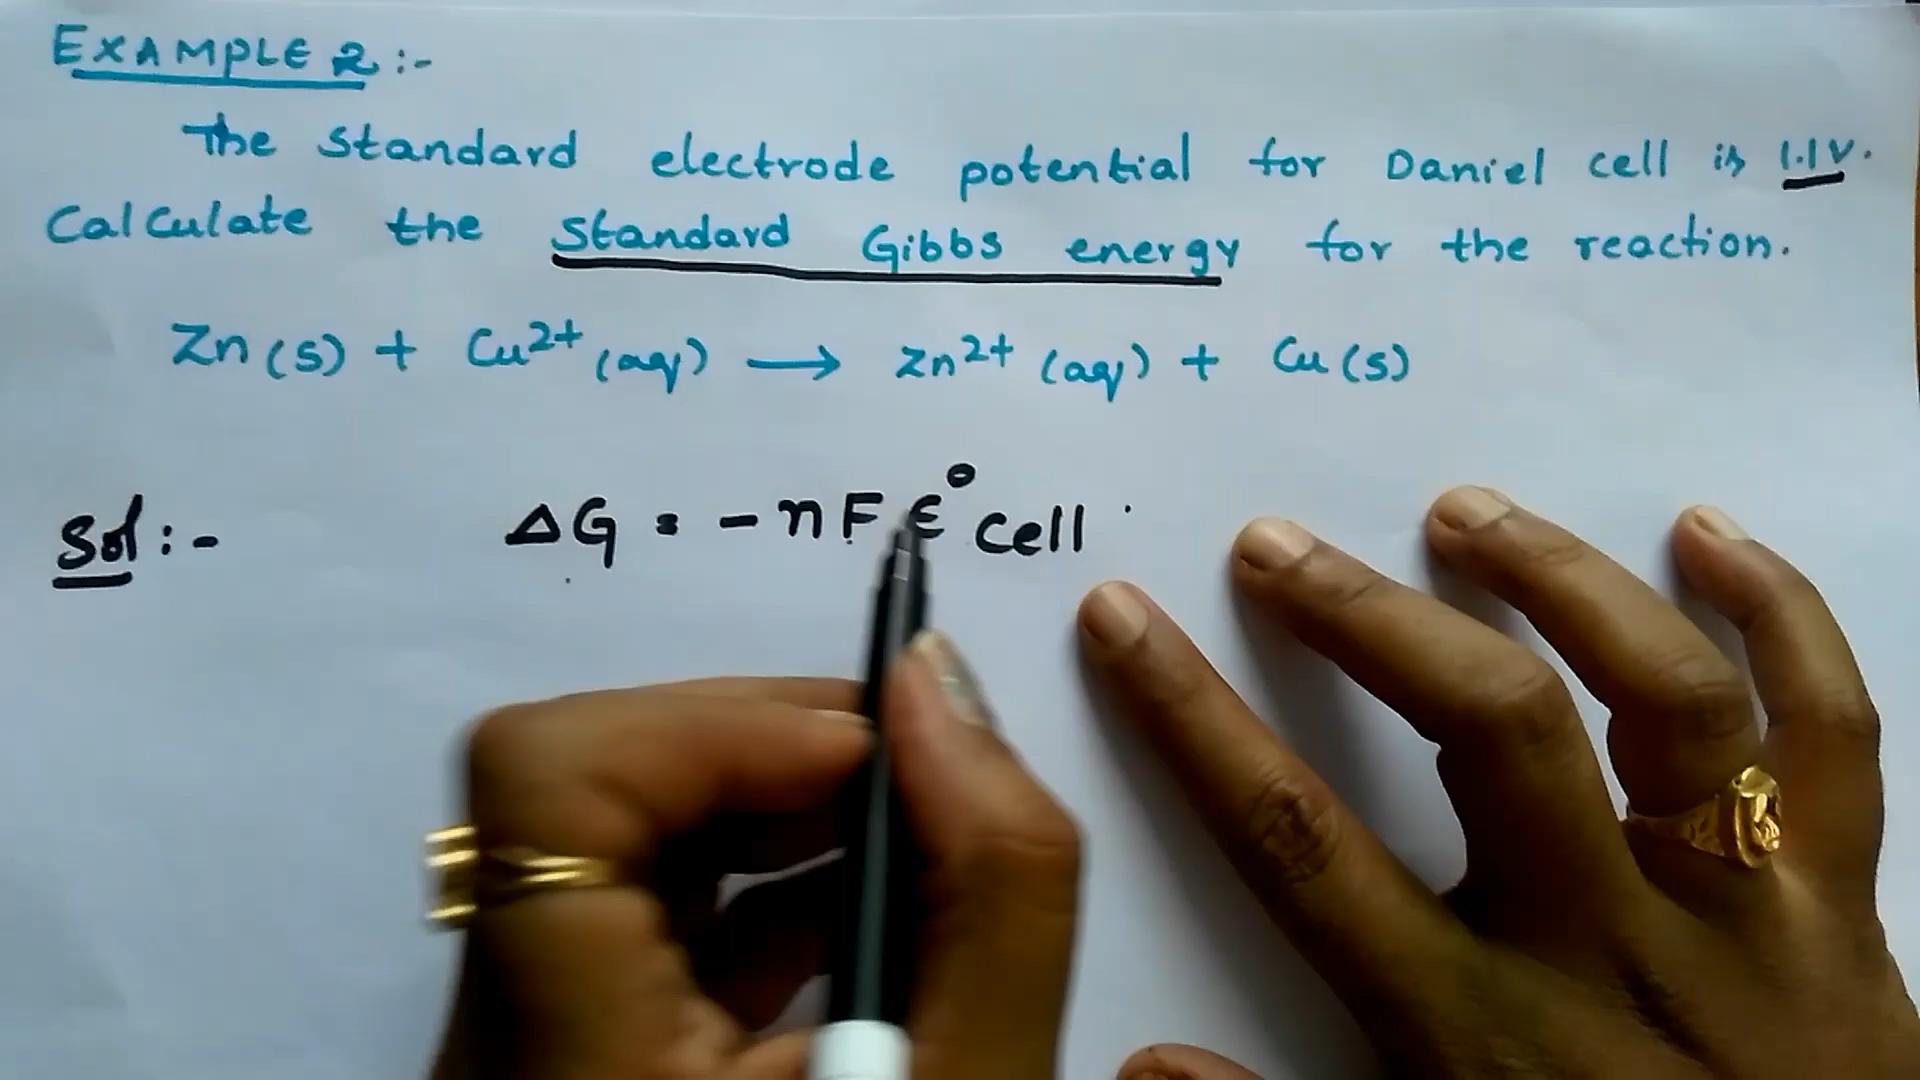 EXAMPLE 2 :-
The standard electrode potential for Daniel cell is 1.1V.
Calculate the standard Gibbs energy for the reaction.
Zn (s) + Cu²⁺ (aq) → Zn²⁺ (aq) + Cu (s)
Sol :- ΔG = - nF E° cell